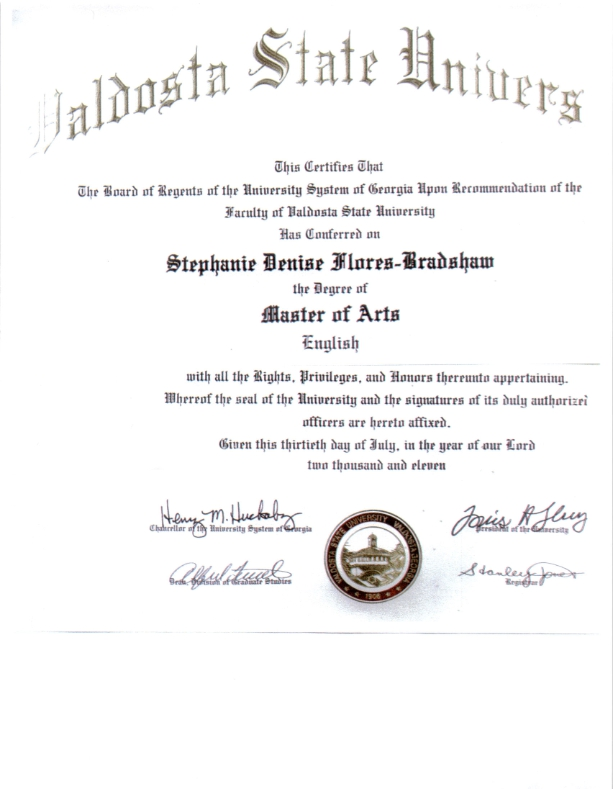 Valdosta State Univers
This Certifies That
The Board of Regents of the University System of Georgia Upon Recommendation of the
Faculty of Valdosta State University
Has Conferred on
Stephanie Denise Flores-Bradshaw
the Degree of
Master of Arts
English
with all the Rights, Privileges, and Honors thereunto appertaining.
Whereof the seal of the University and the signatures of its duly authorized
officers are hereto affixed.
Given this thirtieth day of July, in the year of our Lord
two thousand and eleven
Henry M. Huckaby
Chancellor of the University System of Georgia
President of the University
Dean, Division of Graduate Studies
Stanley Jones
Registrar
VALDOSTA STATE UNIVERSITY VALDOSTA GEORGIA
1906